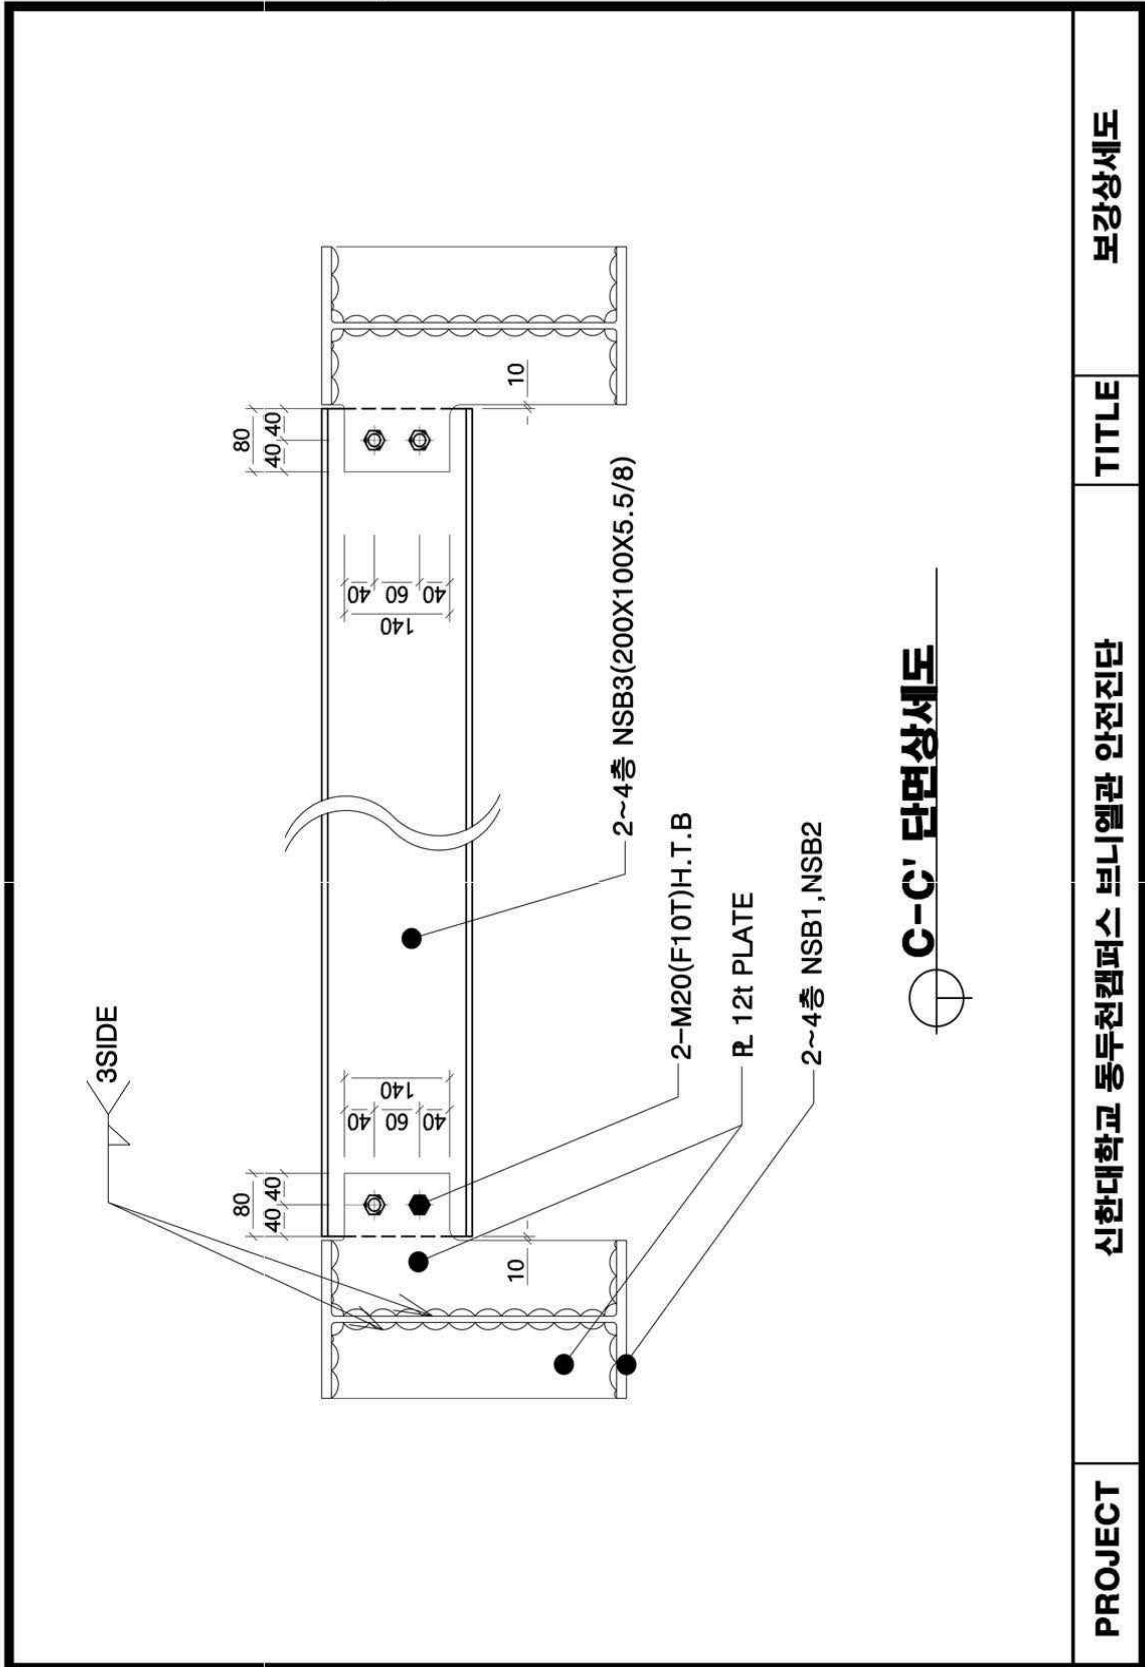 3SIDE
80
40 40
10
40
60
40
140
80
40 40
10
40
60
40
140
2~4층 NSB3(200X100X5.5/8)
2-M20(F10T)H.T.B
PL 12t PLATE
2~4층 NSB1,NSB2
C-C' 단면상세도
PROJECT
신한대학교 동두천캠퍼스 브니엘관 안전진단
TITLE
보강상세도